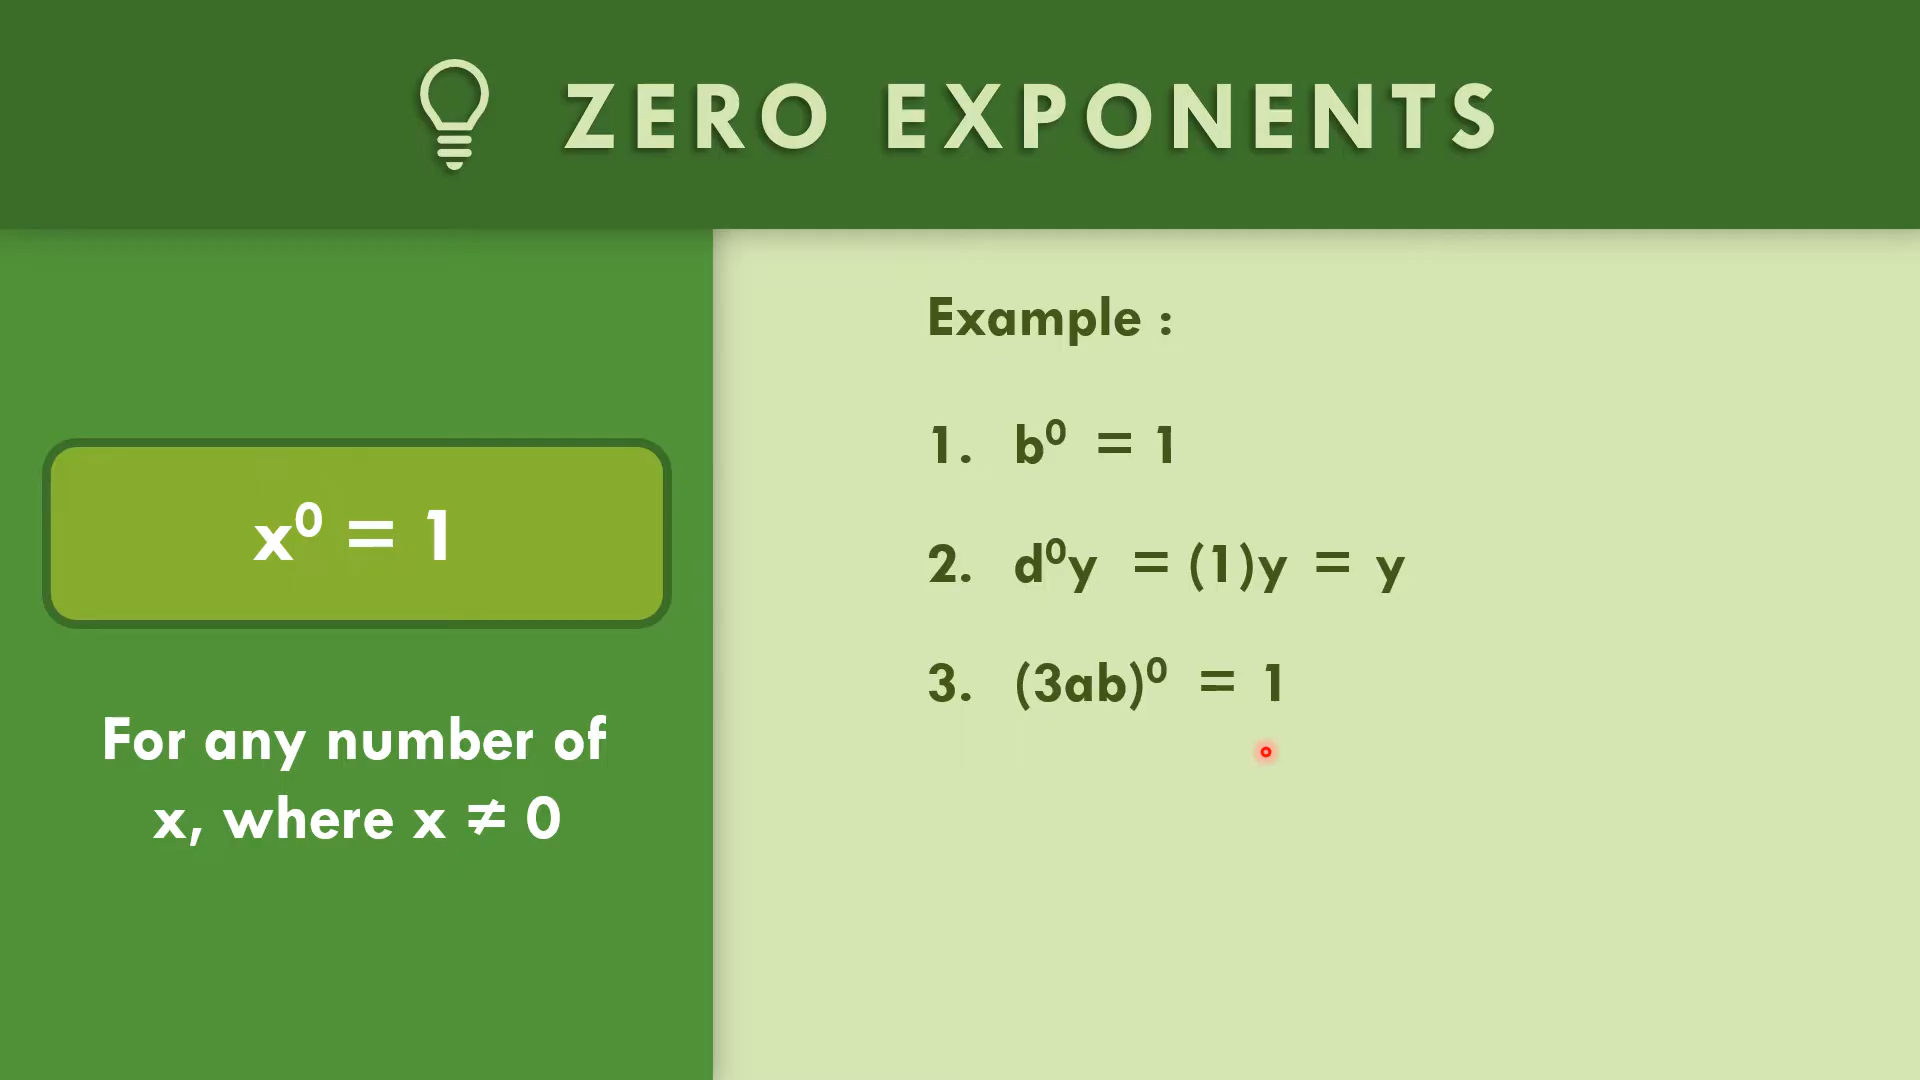 ZERO EXPONENTS
x⁰ = 1
For any number of
x, where x ≠ 0
Example :
1. b⁰ = 1
2. d⁰y = (1)y = y
3. (3ab)⁰ = 1